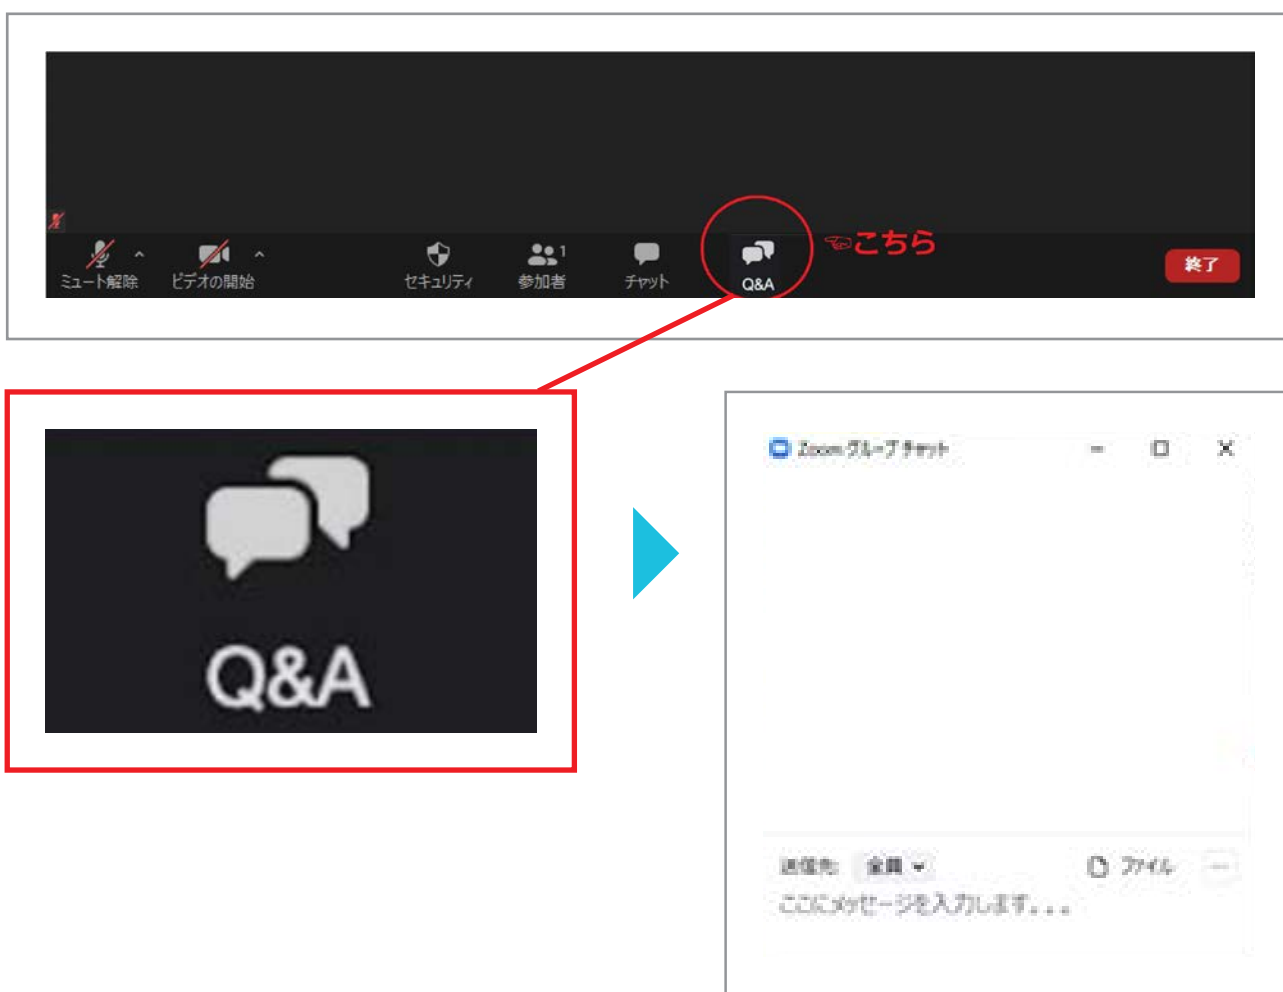 ☜こちら
ミュート解除 ビデオの開始 セキュリティ 参加者 1 チャット Q&A 終了
Q&A
Zoom グループ チャット
送信先: 全員 ファイル ...
ここにメッセージを入力します。。。